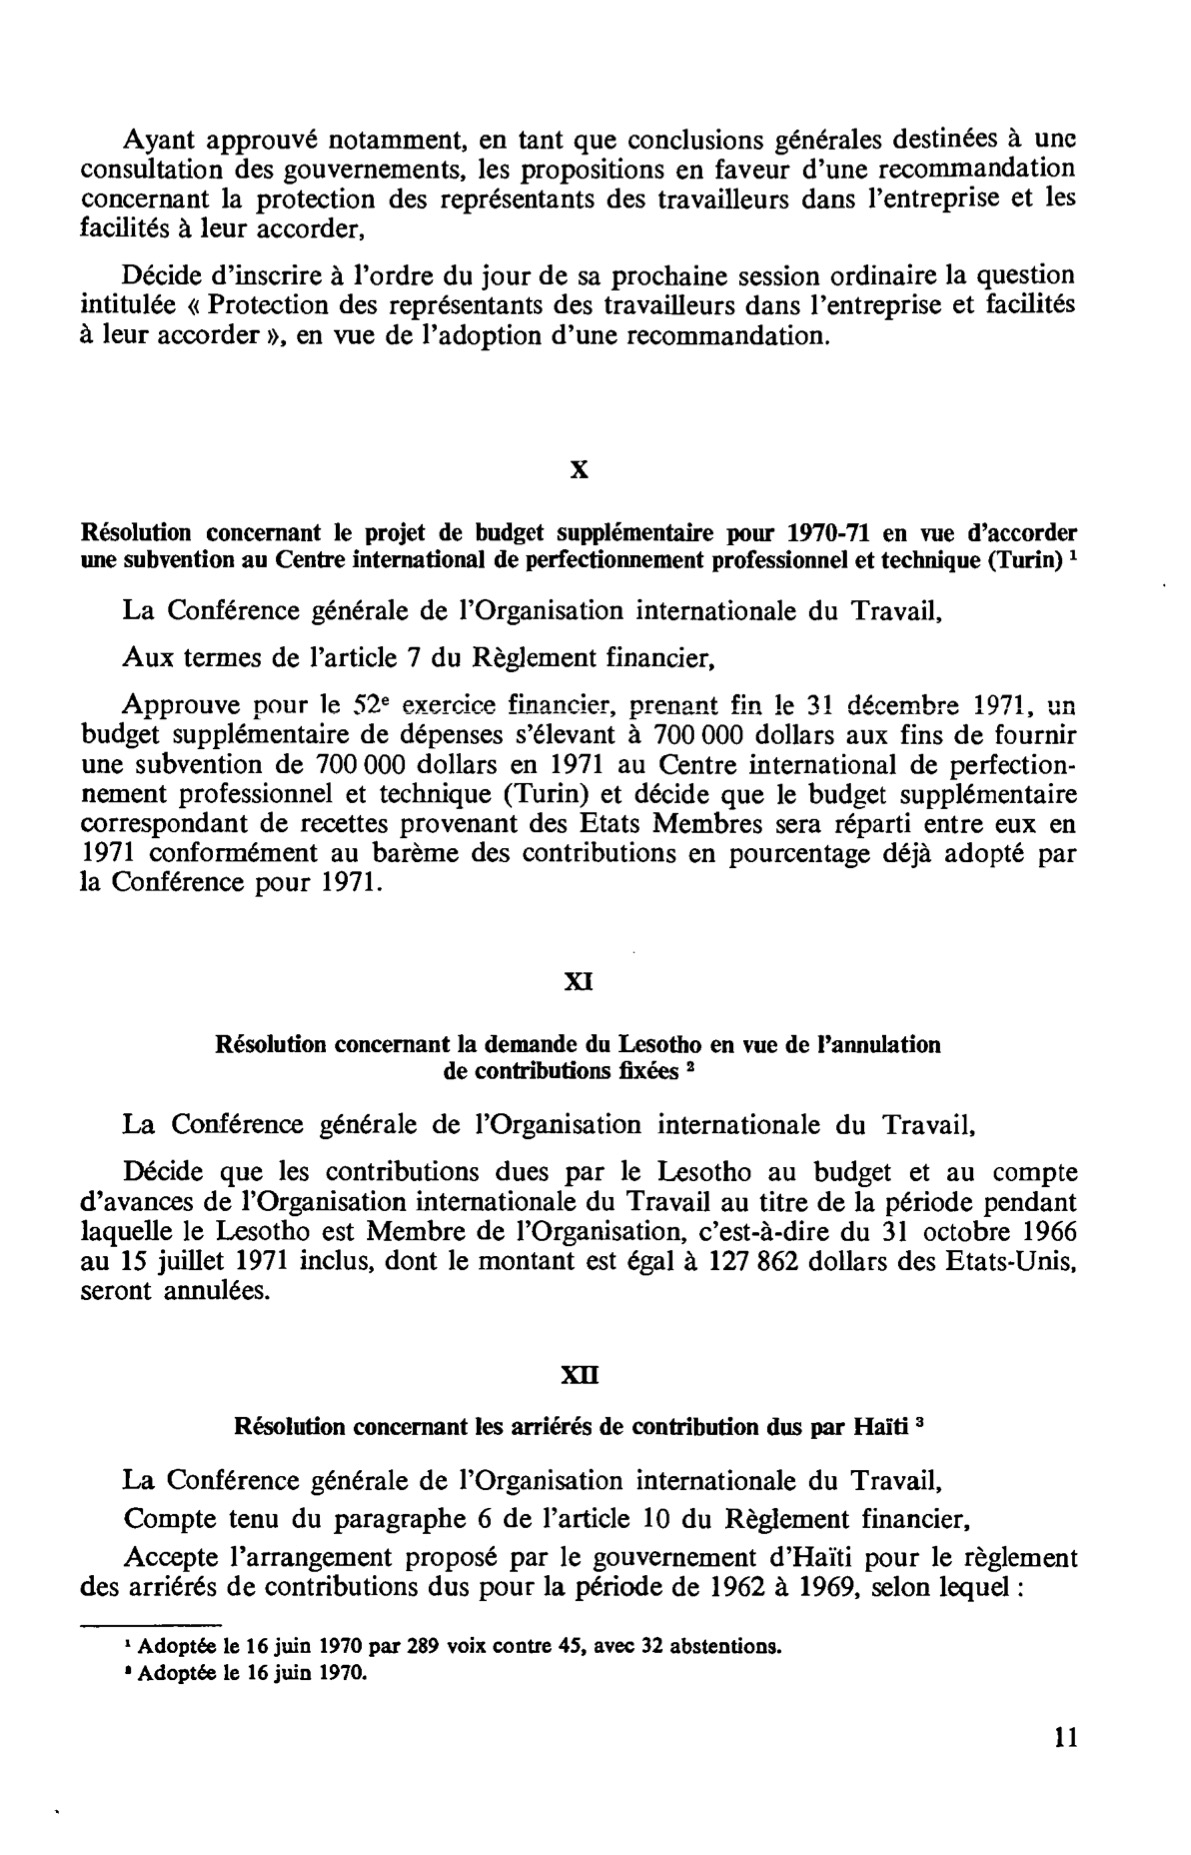 Ayant approuvé notamment, en tant que conclusions générales destinées à une
consultation des gouvernements, les propositions en faveur d'une recommandation
concernant la protection des représentants des travailleurs dans l'entreprise et les
facilités à leur accorder,
Décide d'inscrire à l'ordre du jour de sa prochaine session ordinaire la question
intitulée « Protection des représentants des travailleurs dans l'entreprise et facilités
à leur accorder », en vue de l'adoption d'une recommandation.
X
Résolution concernant le projet de budget supplémentaire pour 1970-71 en vue d'accorder
une subvention au Centre international de perfectionnement professionnel et technique (Turin) ¹
La Conférence générale de l'Organisation internationale du Travail,
Aux termes de l'article 7 du Règlement financier,
Approuve pour le 52e exercice financier, prenant fin le 31 décembre 1971, un
budget supplémentaire de dépenses s'élevant à 700 000 dollars aux fins de fournir
une subvention de 700 000 dollars en 1971 au Centre international de perfection-
nement professionnel et technique (Turin) et décide que le budget supplémentaire
correspondant de recettes provenant des Etats Membres sera réparti entre eux en
1971 conformément au barème des contributions en pourcentage déjà adopté par
la Conférence pour 1971.
XI
Résolution concernant la demande du Lesotho en vue de l'annulation
de contributions fixées ²
La Conférence générale de l'Organisation internationale du Travail,
Décide que les contributions dues par le Lesotho au budget et au compte
d'avances de l'Organisation internationale du Travail au titre de la période pendant
laquelle le Lesotho est Membre de l'Organisation, c'est-à-dire du 31 octobre 1966
au 15 juillet 1971 inclus, dont le montant est égal à 127 862 dollars des Etats-Unis,
seront annulées.
XII
Résolution concernant les arriérés de contribution dus par Haïti ³
La Conférence générale de l'Organisation internationale du Travail,
Compte tenu du paragraphe 6 de l'article 10 du Règlement financier,
Accepte l'arrangement proposé par le gouvernement d'Haïti pour le règlement
des arriérés de contributions dus pour la période de 1962 à 1969, selon lequel :
¹ Adoptée le 16 juin 1970 par 289 voix contre 45, avec 32 abstentions.
² Adoptée le 16 juin 1970.
11